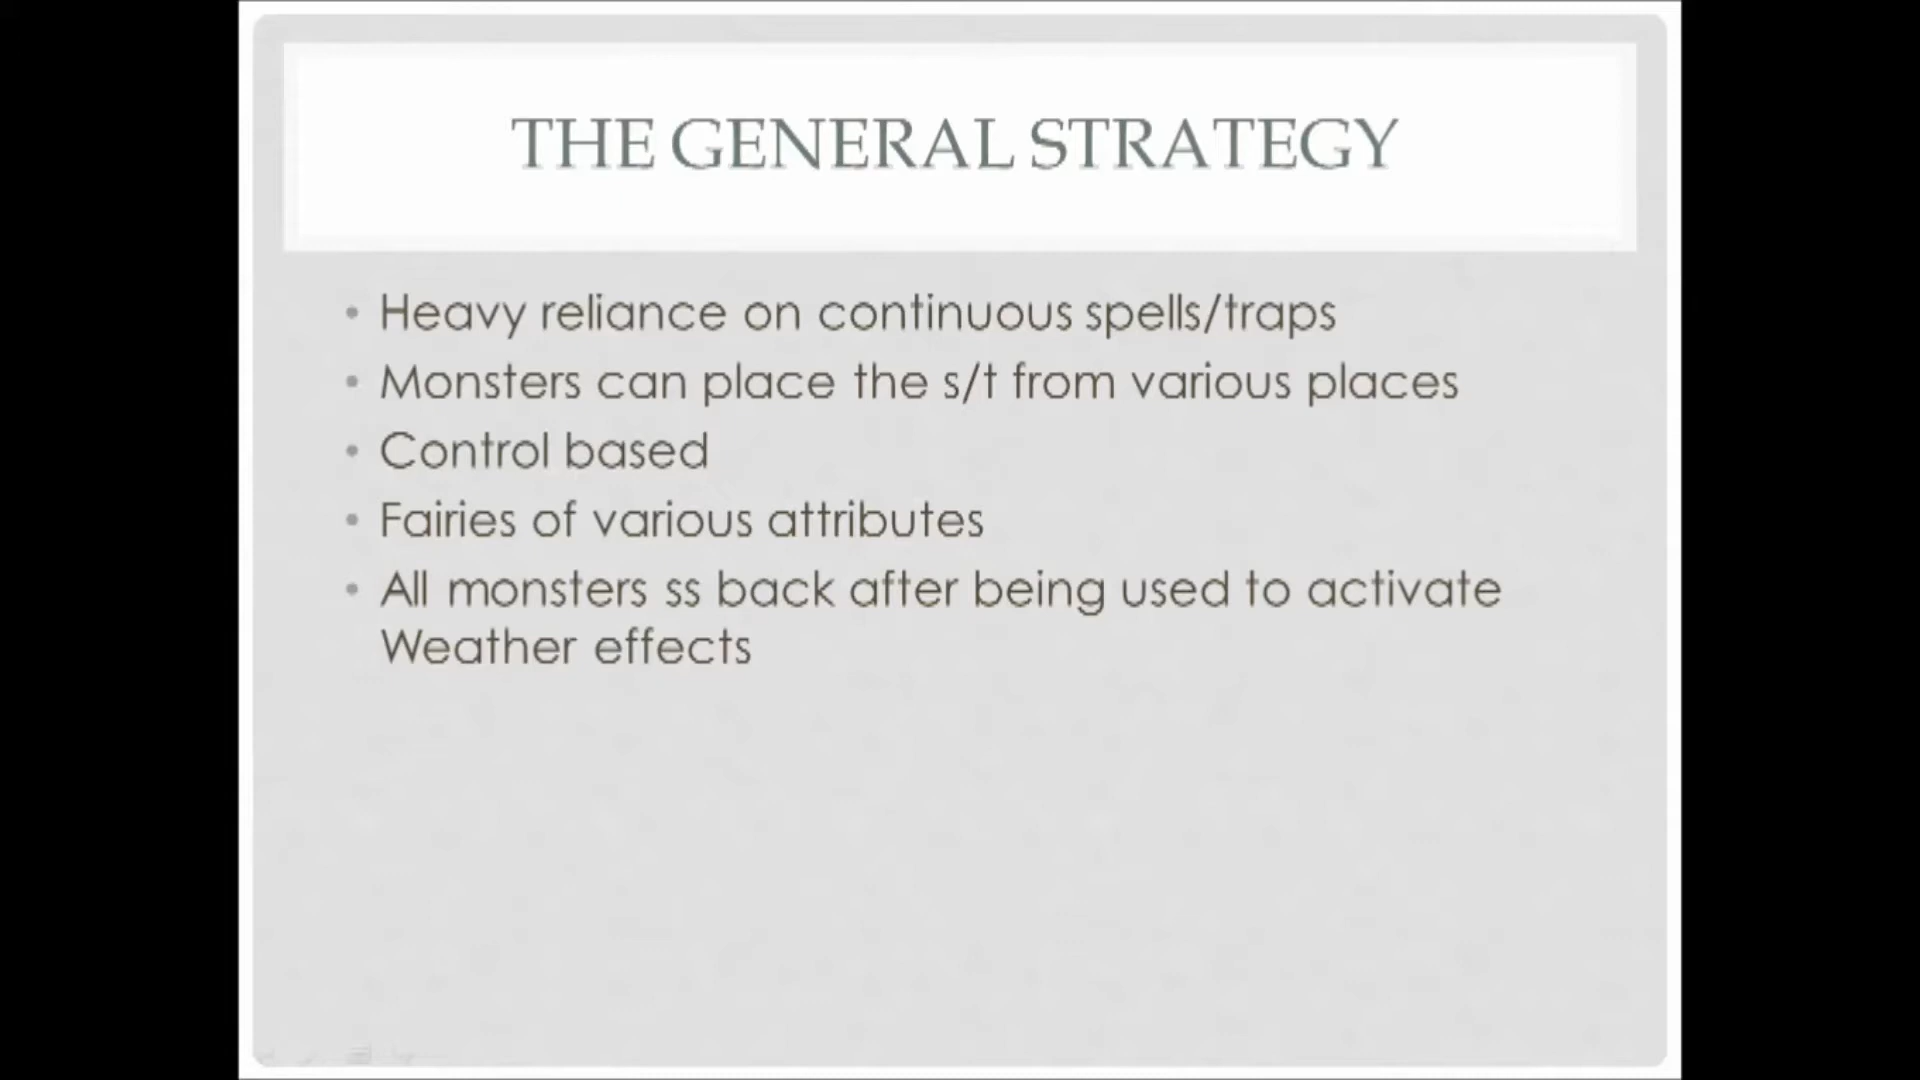 THE GENERAL STRATEGY
• Heavy reliance on continuous spells/traps
• Monsters can place the s/t from various places
• Control based
• Fairies of various attributes
• All monsters ss back after being used to activate
Weather effects